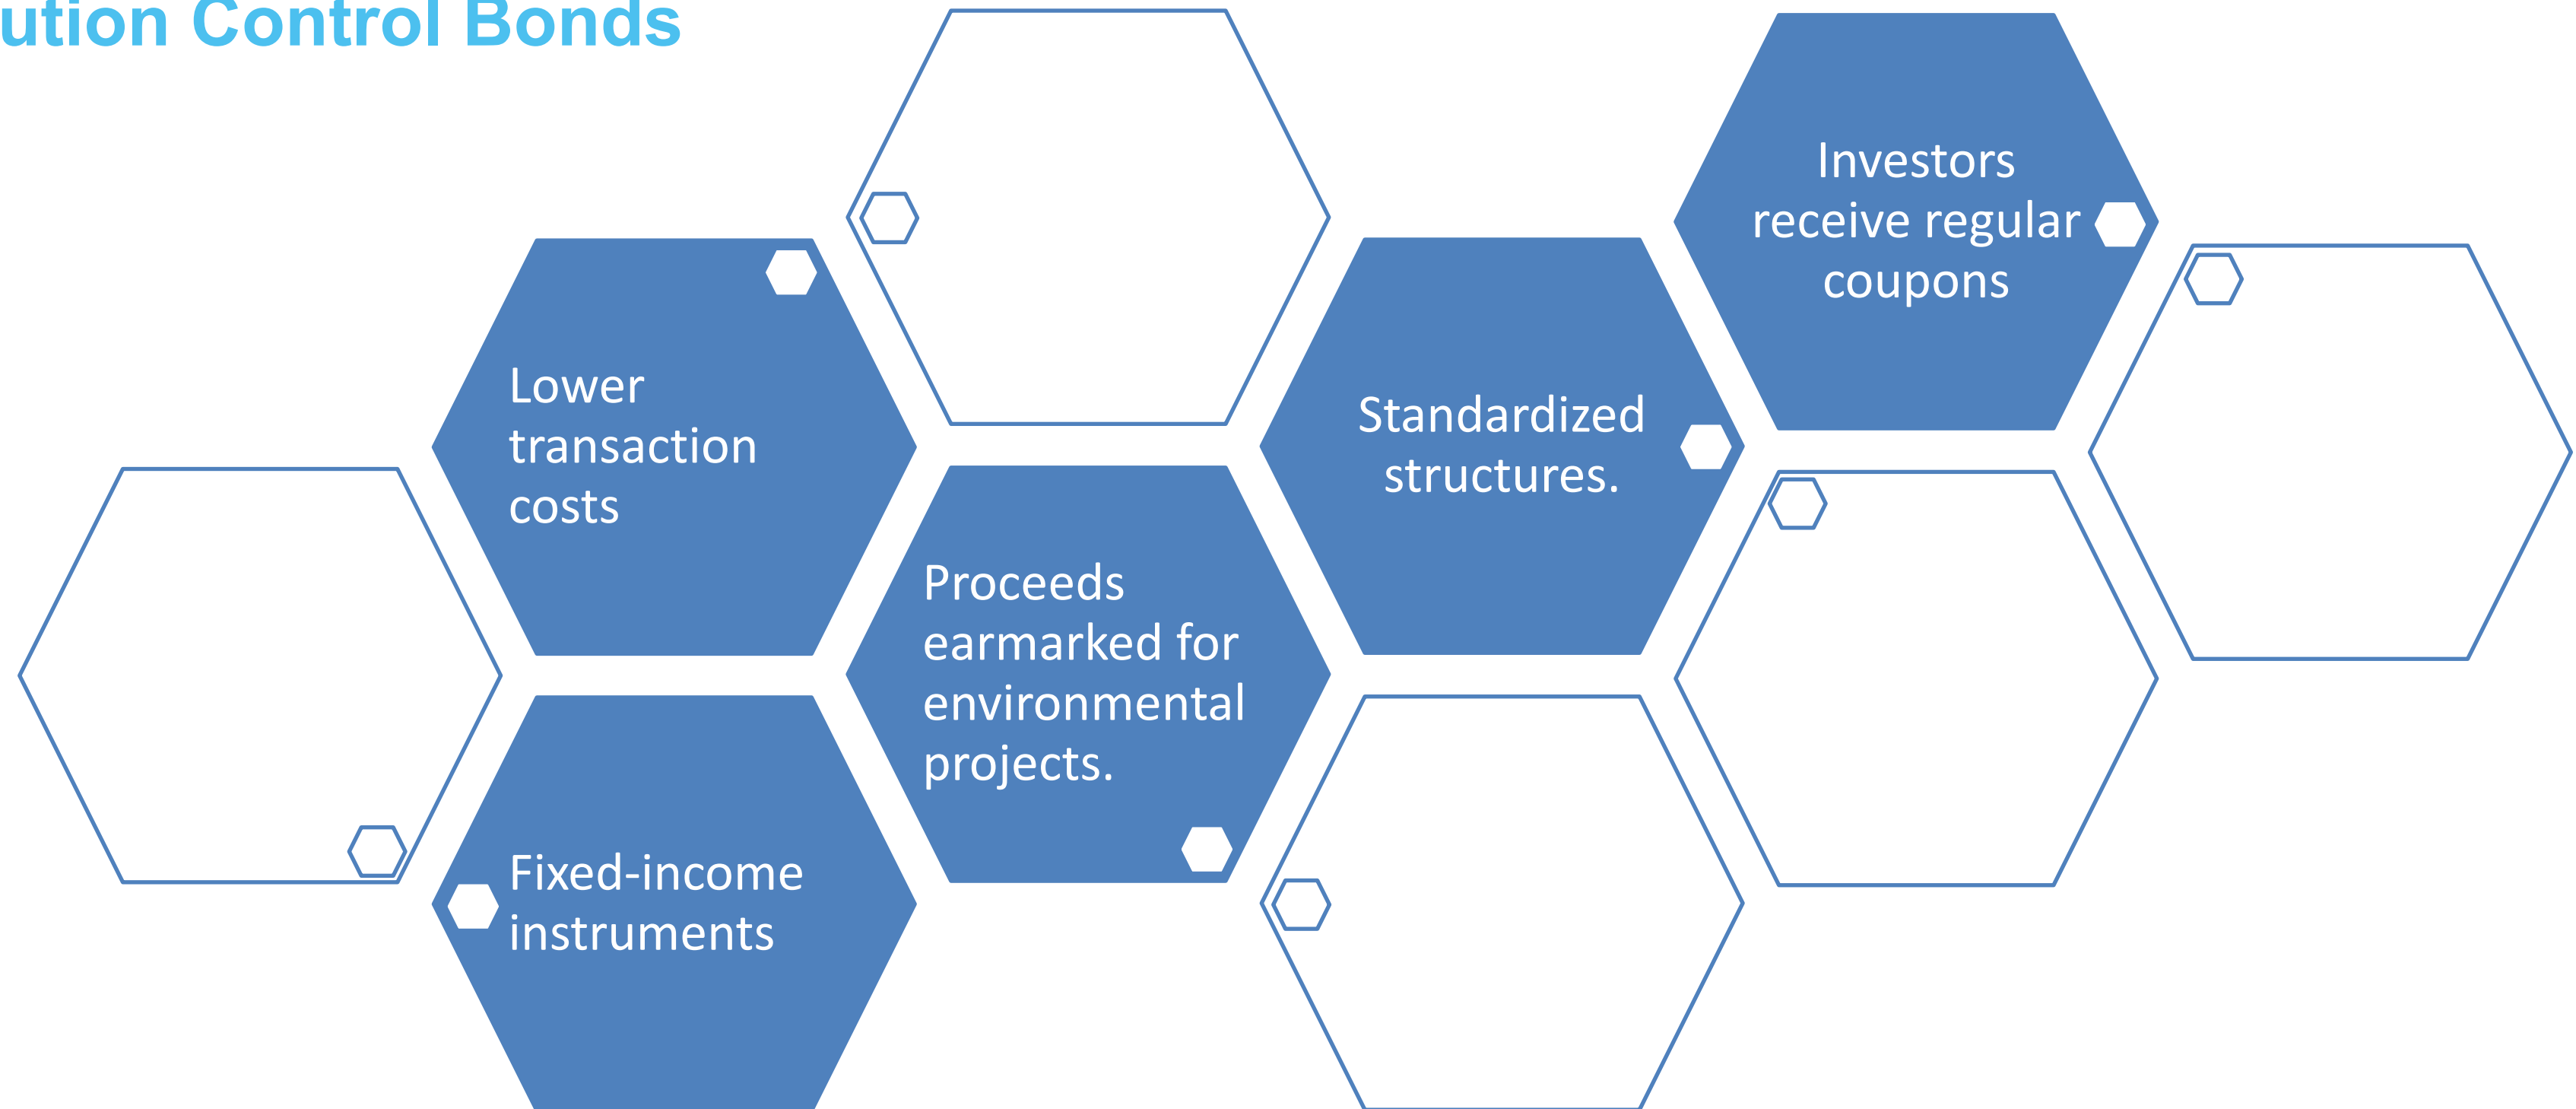 ution Control Bonds
Investors
receive regular
coupons
Lower
transaction
costs
Standardized
structures.
Proceeds
earmarked for
environmental
projects.
Fixed-income
instruments